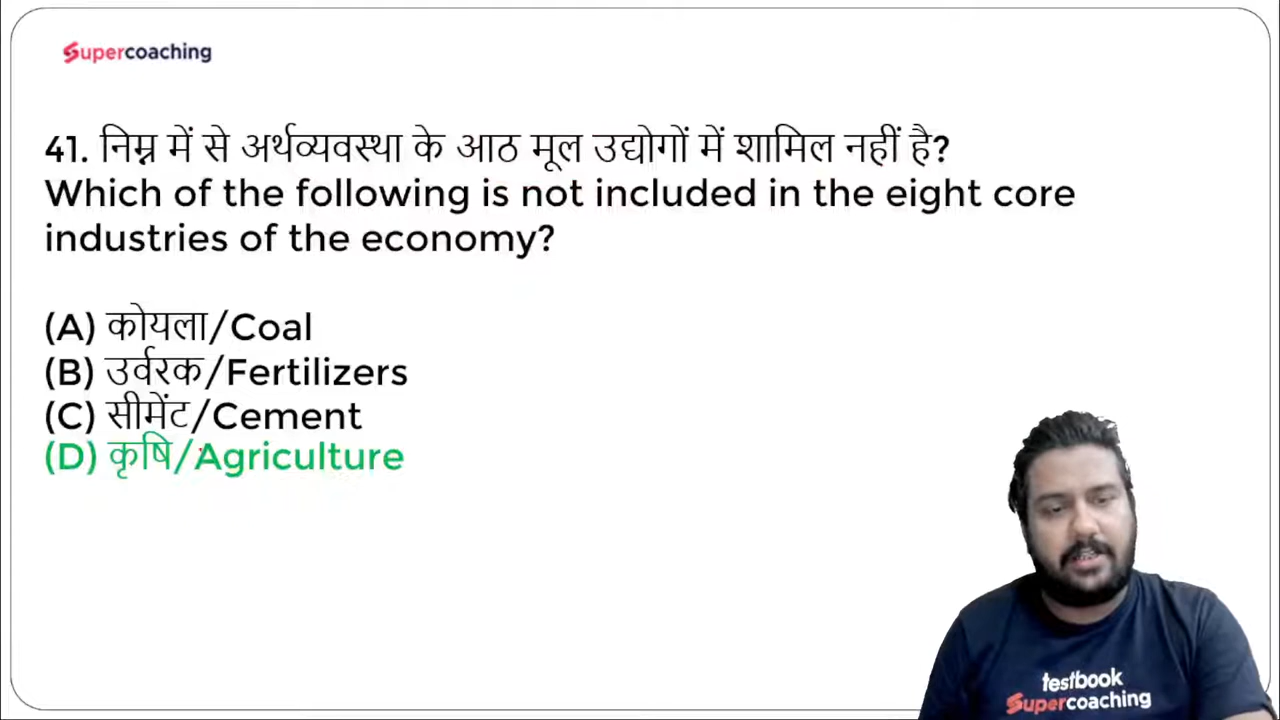 Supercoaching
41. निम्न में से अर्थव्यवस्था के आठ मूल उद्योगों में शामिल नहीं है?
Which of the following is not included in the eight core
industries of the economy?
(A) कोयला/Coal
(B) उर्वरक/Fertilizers
(C) सीमेंट/Cement
(D) कृषि/Agriculture
testbook
Supercoaching